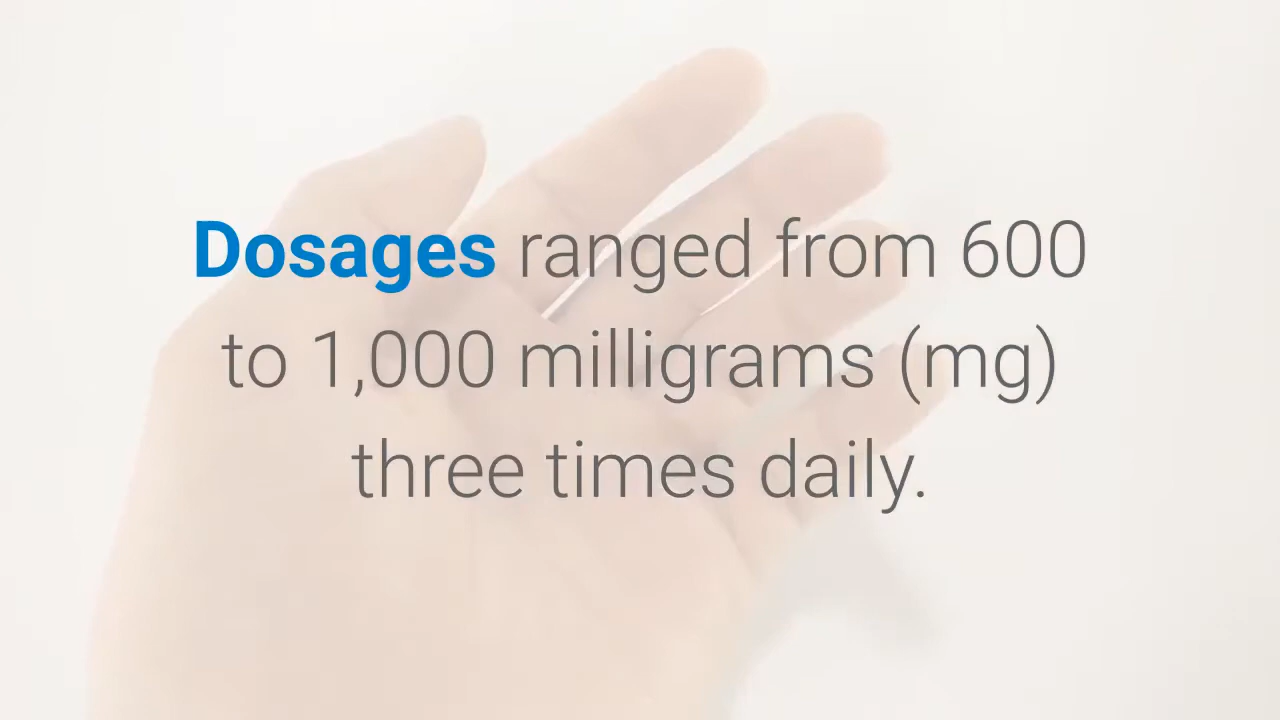 Dosages ranged from 600
to 1,000 milligrams (mg)
three times daily.